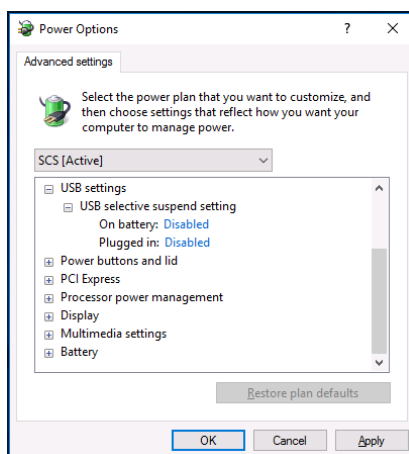 Power Options
Advanced settings
Select the power plan that you want to customize, and
then choose settings that reflect how you want your
computer to manage power.
SCS [Active]
USB settings
USB selective suspend setting
On battery: Disabled
Plugged in: Disabled
Power buttons and lid
PCI Express
Processor power management
Display
Multimedia settings
Battery
Restore plan defaults
OK Cancel Apply